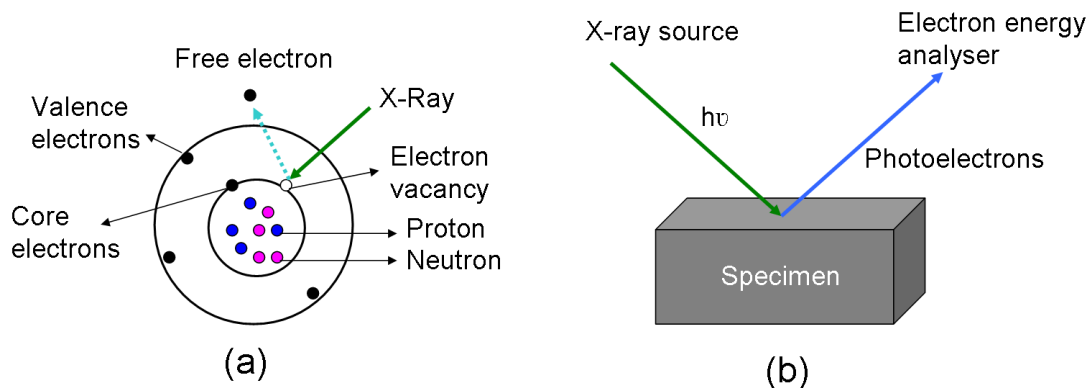 Free electron
X-Ray
Valence
electrons
Electron
vacancy
Core
electrons
Proton
Neutron
(a)
X-ray source
Electron energy
analyser
hυ
Photoelectrons
Specimen
(b)